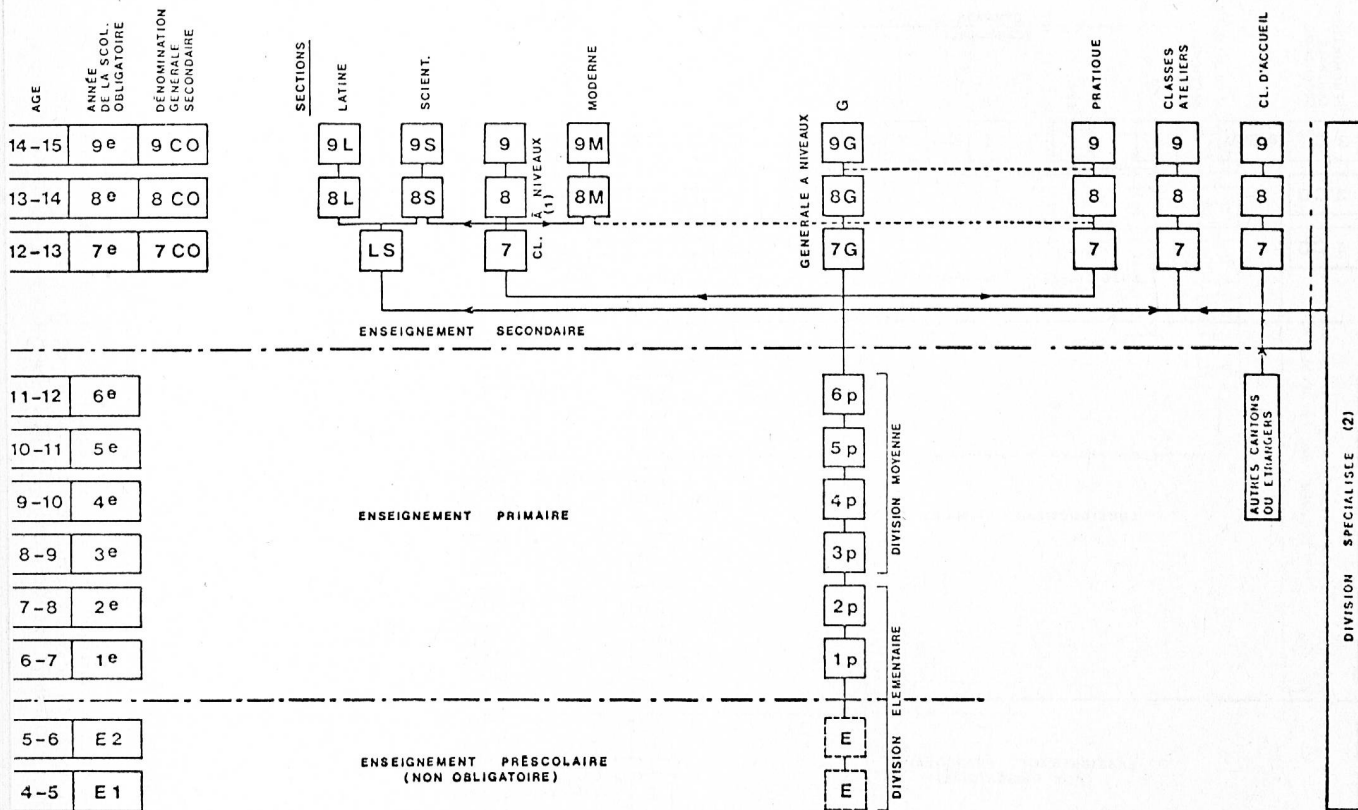 AGE
ANNÉE
DE LA SCOL.
OBLIGATOIRE
DÉNOMINATION
GENERALE
SECONDAIRE
SECTIONS
LATINE
SCIENT.
MODERNE
G
PRATIQUE
CLASSES
ATELIERS
CL. D'ACCUEIL
14-15 9e 9 CO 9L 9S 9 9M 9G 9 9 9
13-14 8e 8 CO 8L 8S 8 8M 8G 8 8 8
12-13 7e 7 CO LS 7 7G 7 7 7
CL. À NIVEAUX
(1)
GENERALE A NIVEAUX
ENSEIGNEMENT SECONDAIRE
11-12 6e 6p
10-11 5e 5p
9-10 4e 4p
8-9 3e 3p
7-8 2e 2p
6-7 1e 1p
ENSEIGNEMENT PRIMAIRE
DIVISION MOYENNE
DIVISION ELEMENTAIRE
AUTRES CANTONS
OU ETRANGERS
5-6 E2 E
4-5 E1 E
ENSEIGNEMENT PRÉSCOLAIRE
(NON OBLIGATOIRE)
DIVISION SPECIALISEE (2)